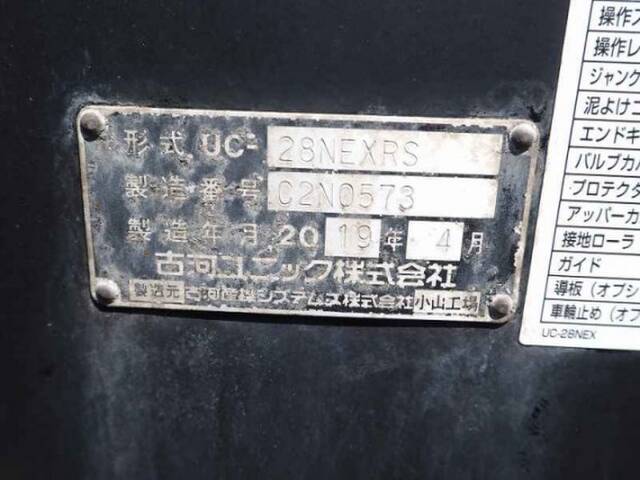 形式 UC- 28NEXRS
製造番号 C2N0573
製造年月 2019年 4月
古河ユニック株式会社
製造元 古河産機システムズ株式会社 小山工場
操作
操作レ
ジャンク
泥よけ
エンドキ
バルブカ
プロテクタ
アッパーカ
接地ローラ
ガイド
導板(オプシ
車輪止め(オプ
UC-28NEX